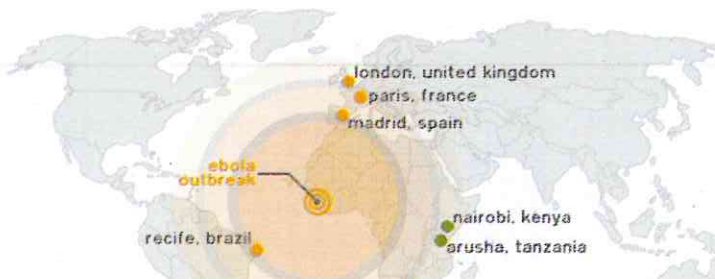 london, united kingdom
paris, france
madrid, spain
ebola
outbreak
nairobi, kenya
recife, brazil
arusha, tanzania